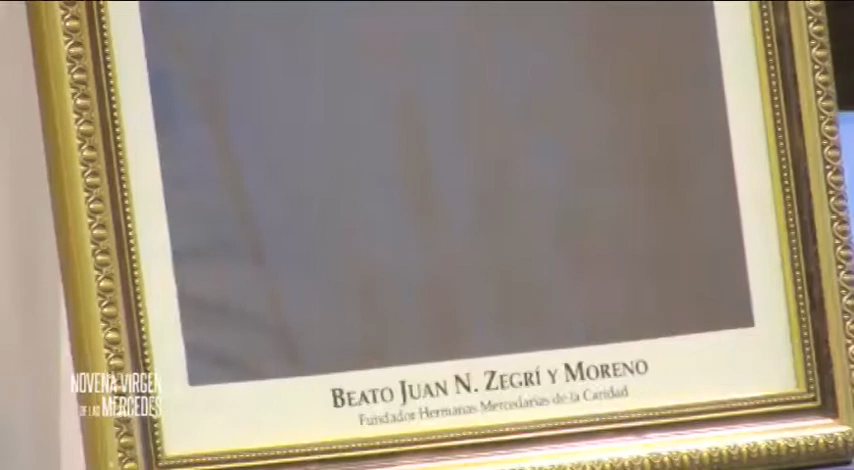 BEATO JUAN N. ZEGRÍ Y MORENO
Fundador Hermanas Mercedarias de la Caridad
NOVENA VIRGEN
DE LAS MERCEDES